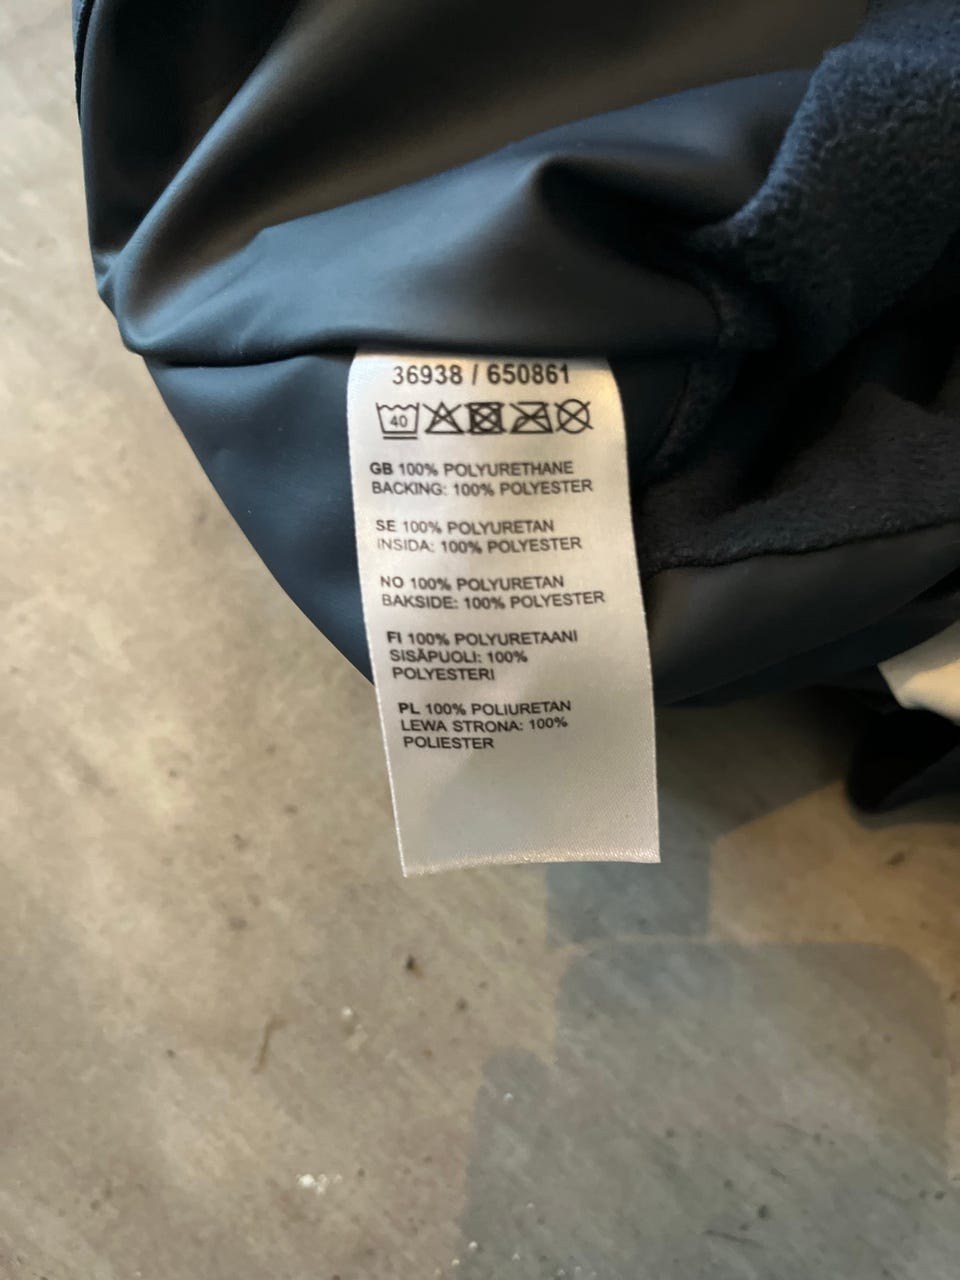 36938 / 650861
40
GB 100% POLYURETHANE
BACKING: 100% POLYESTER
SE 100% POLYURETAN
INSIDA: 100% POLYESTER
NO 100% POLYURETAN
BAKSIDE: 100% POLYESTER
FI 100% POLYURETAANI
SISÄPUOLI: 100%
POLYESTERI
PL 100% POLIURETAN
LEWA STRONA: 100%
POLIESTER